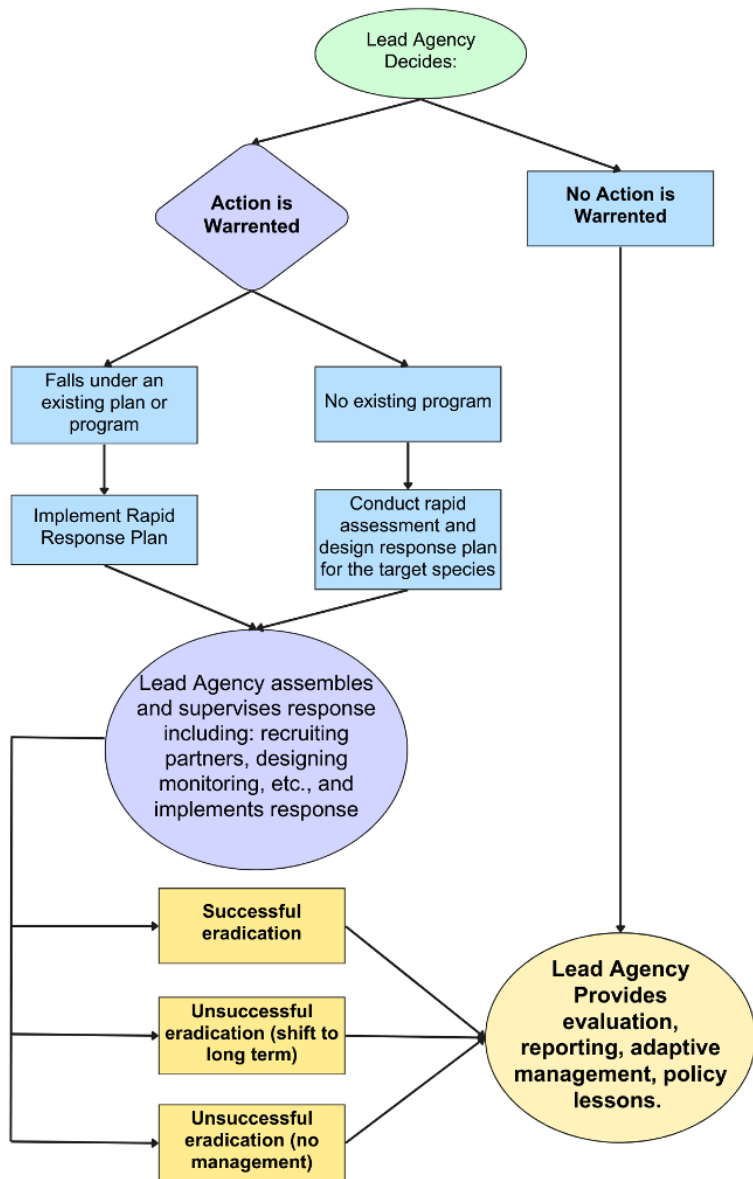 Lead Agency
Decides:
Action is
Warrented
No Action is
Warrented
Falls under an
existing plan or
program
No existing program
Implement Rapid
Response Plan
Conduct rapid
assessment and
design response plan
for the target species
Lead Agency assembles
and supervises response
including: recruiting
partners, designing
monitoring, etc., and
implements response
Successful
eradication
Unsuccessful
eradication (shift to
long term)
Unsuccessful
eradication (no
management)
Lead Agency
Provides
evaluation,
reporting, adaptive
management, policy
lessons.